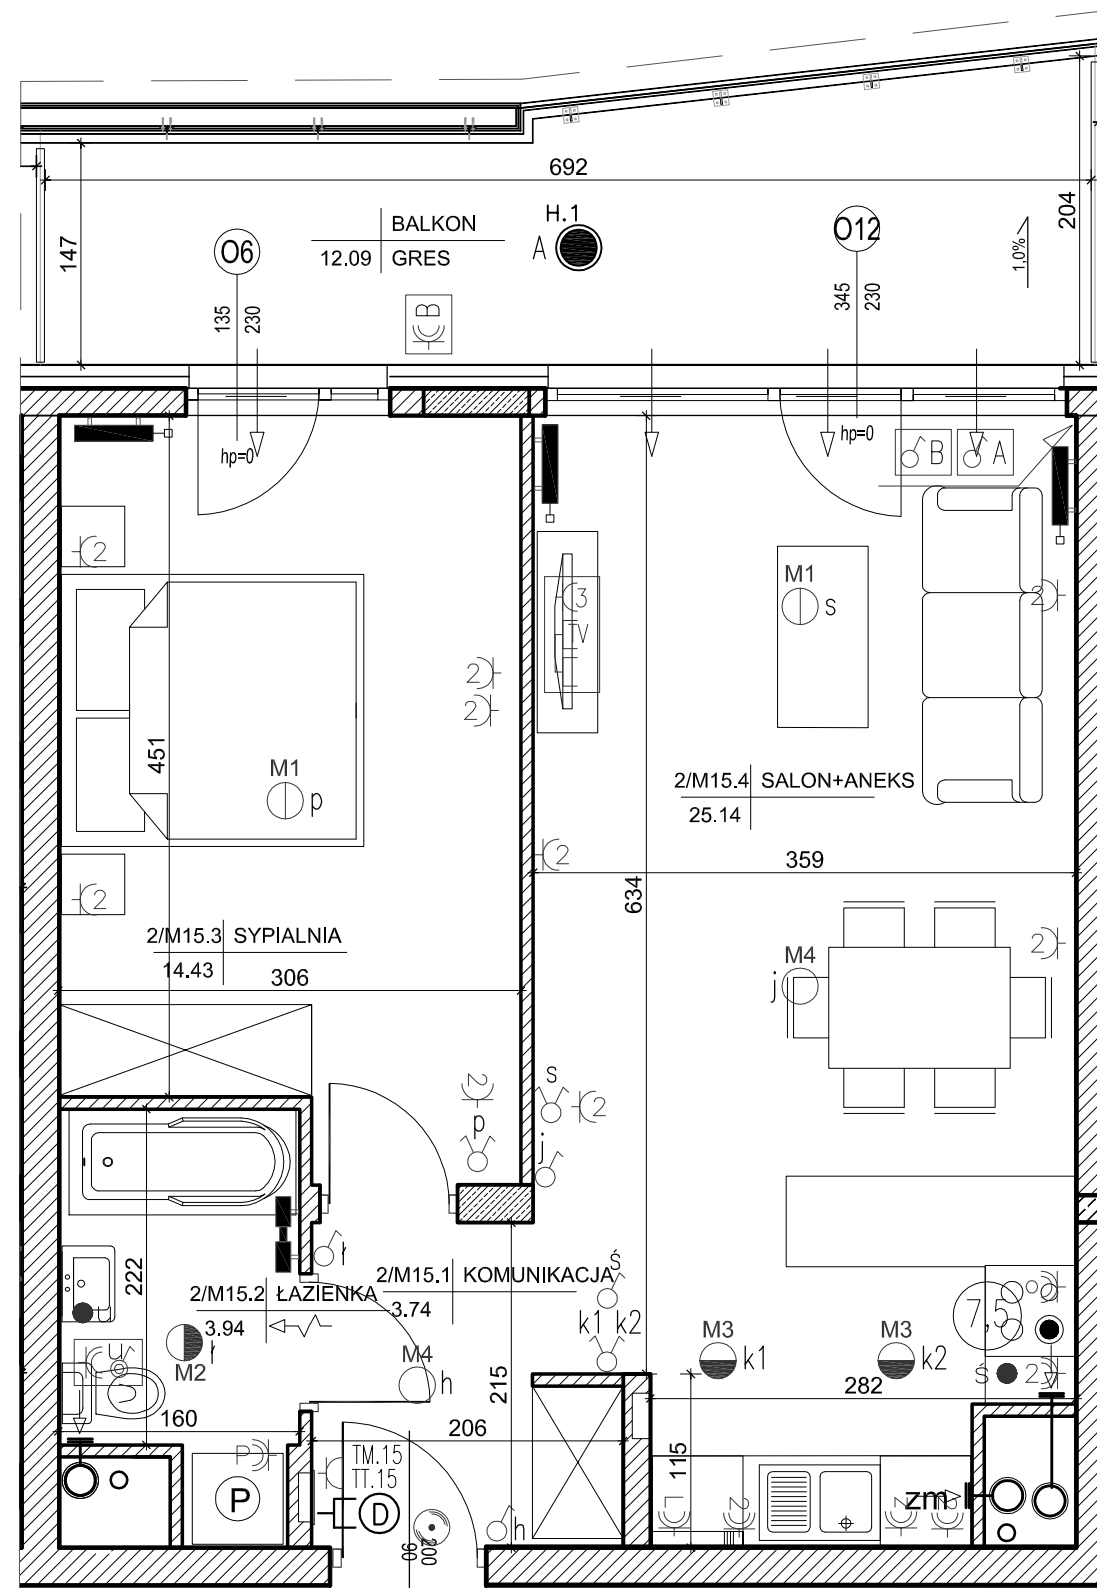 692
204
147
BALKON
12.09 GRES
H.1
A
O6
135
230
O12
345
230
1,0%
B
hp=0
hp=0
B
A
2
3
TV
M1
s
2
2
2
451
M1
p
2/M15.4 SALON+ANEKS
25.14
2
359
634
2
2/M15.3 SYPIALNIA
14.43
306
M4
j
2
2
p
s
2
j
222
2/M15.1 KOMUNIKACJA
3.74
2/M15.2 ŁAZIENKA
3.94
ł
ś
k1 k2
7,5
M2
ł
u
M4
h
M3
k1
M3
k2
ś
2
215
282
160
206
115
P
P
TM.15
TT.15
D
h
90
200
L
2
2
2
zm